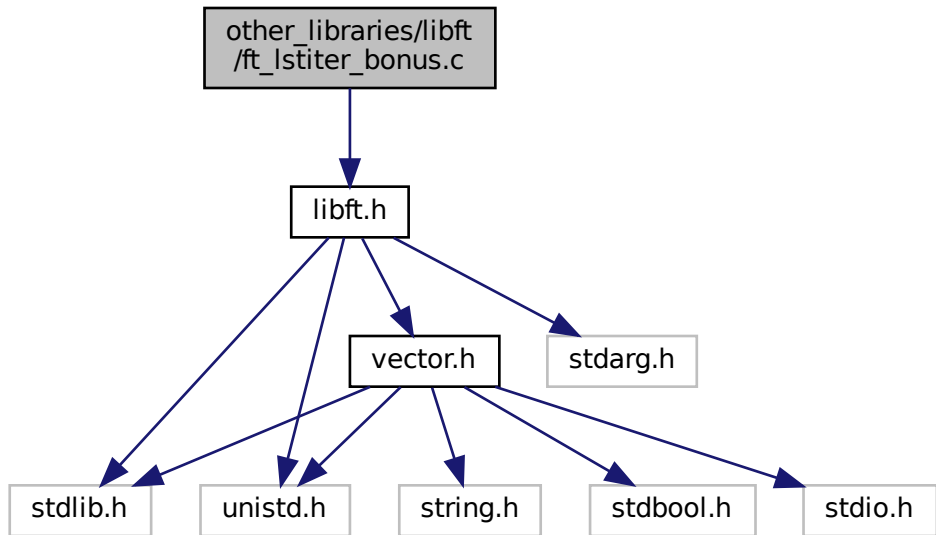 other_libraries/libft
/ft_lstiter_bonus.c
libft.h
vector.h
stdarg.h
stdlib.h
unistd.h
string.h
stdbool.h
stdio.h